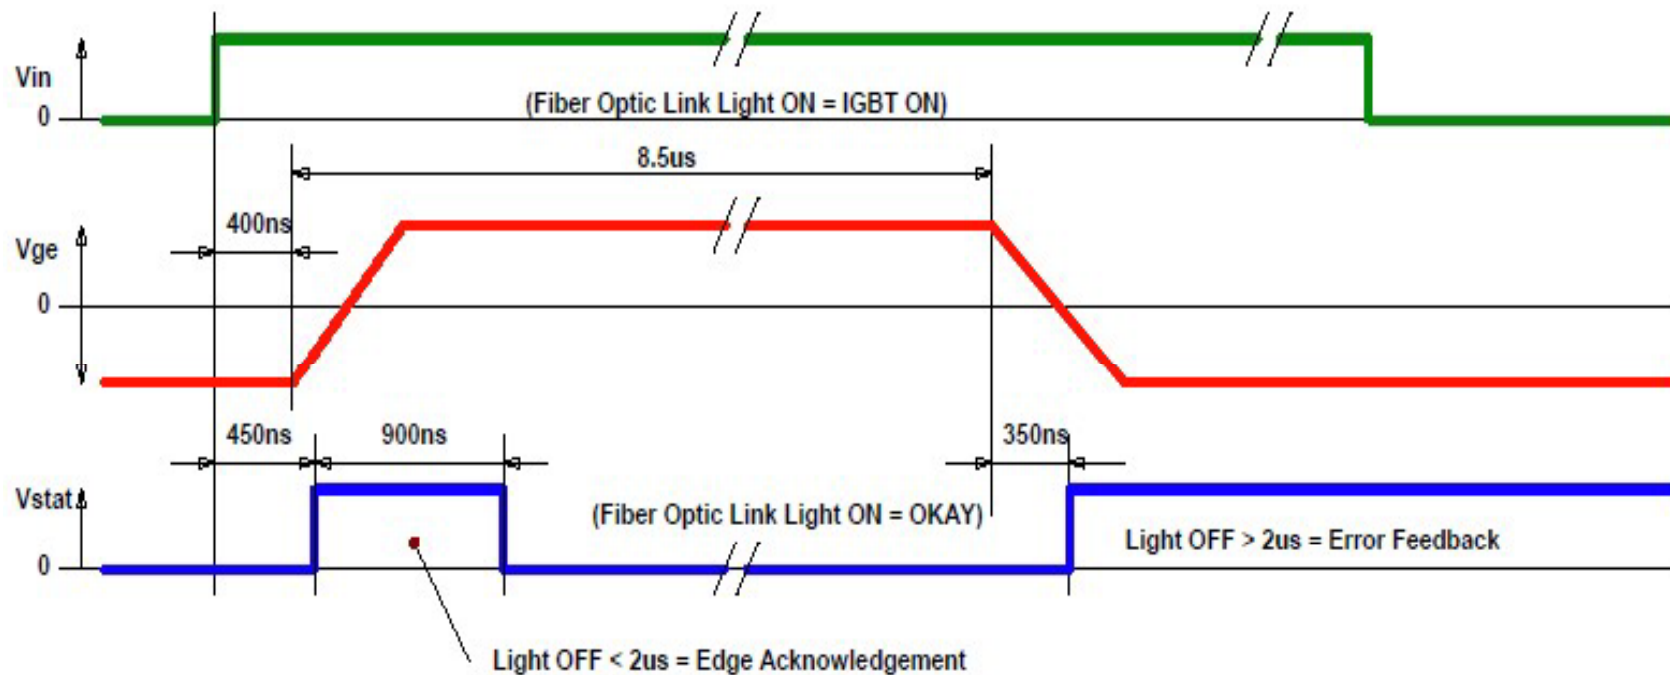 Vin
0
(Fiber Optic Link Light ON = IGBT ON)
8.5us
400ns
Vge
0
450ns
900ns
350ns
Vstat
(Fiber Optic Link Light ON = OKAY)
Light OFF > 2us = Error Feedback
0
Light OFF < 2us = Edge Acknowledgement